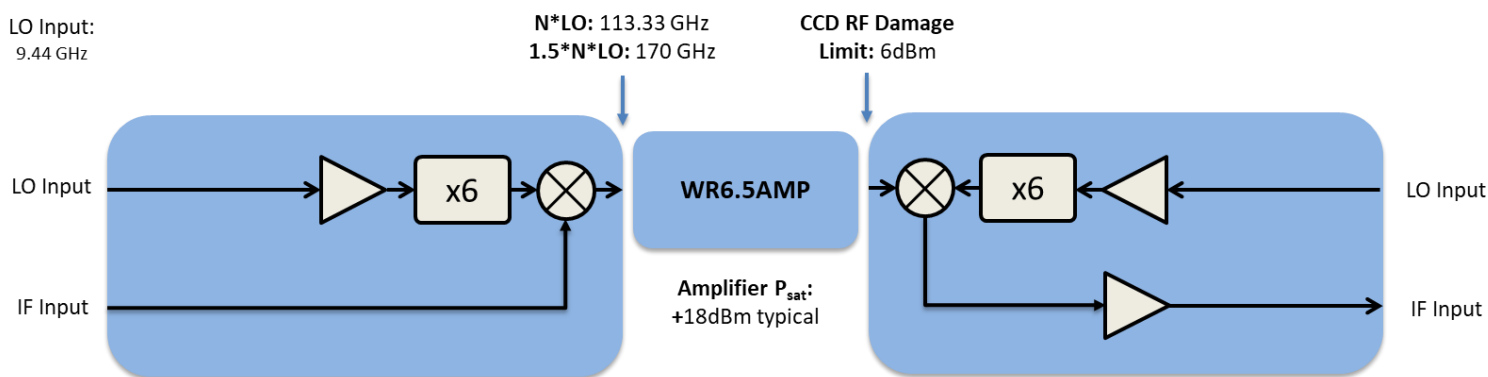 LO Input:
9.44 GHz
N*LO: 113.33 GHz
1.5*N*LO: 170 GHz
CCD RF Damage
Limit: 6dBm
LO Input
x6
WR6.5AMP
x6
LO Input
IF Input
Amplifier Psat:
+18dBm typical
IF Input